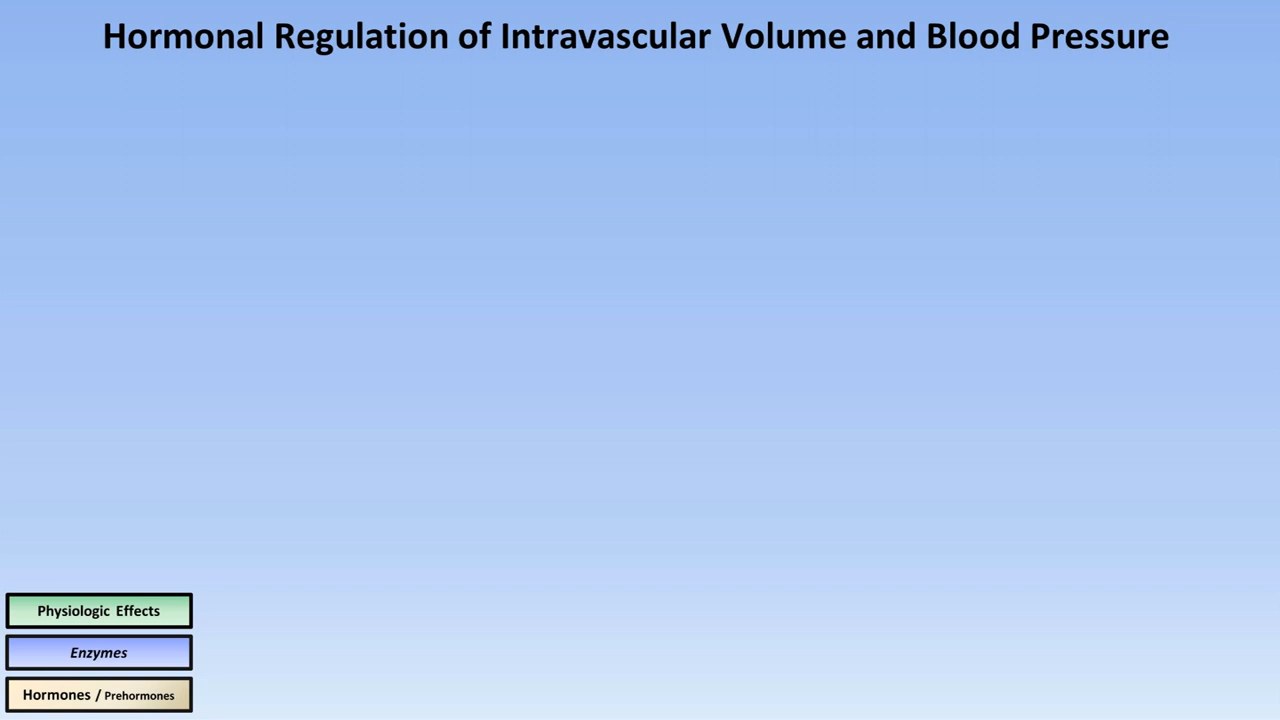 Hormonal Regulation of Intravascular Volume and Blood Pressure
Physiologic Effects
Enzymes
Hormones / Prehormones